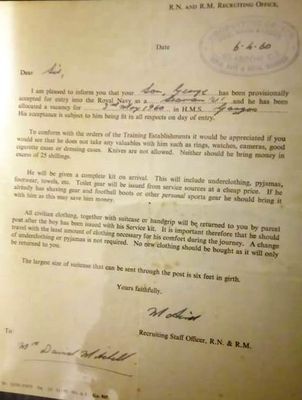 R.N. AND R.M. RECRUITING OFFICE,
Date 6-4-60
Dear Sir,
I am pleased to inform you that your Son, George has been provisionally
accepted for entry into the Royal Navy as a and he has been
allocated a vacancy for 2nd May 1960 in H.M.S. Ganges
His acceptance is subject to him being fit in all respects on day of entry.
To conform with the orders of the Training Establishments it would be appreciated if you
would see that he does not take any valuables with him such as rings, watches, cameras, good
cigarette cases or dressing cases. Knives are not allowed. Neither should he bring money in
excess of 25 shillings.
He will be given a complete kit on arrival. This will include underclothing, pyjamas,
footwear, towels, etc. Toilet gear will be issued from service sources at a cheap price. If he
already has shaving gear and football boots or other personal sports gear he should bring it
with him as this may save him money.
All civilian clothing, together with suitcase or handgrip will be returned to you by parcel
post after the boy has been issued with his Service kit. It is important therefore that he should
travel with the least amount of clothing necessary for his comfort during the journey. A change
of underclothing or pyjamas is not required. No new clothing should be bought as it will only
be returned to you.
The largest size of suitcase that can be sent through the post is six feet in girth.
Yours faithfully,
Recruiting Staff Officer, R.N. & R.M.
To:
Mr David Mitchell